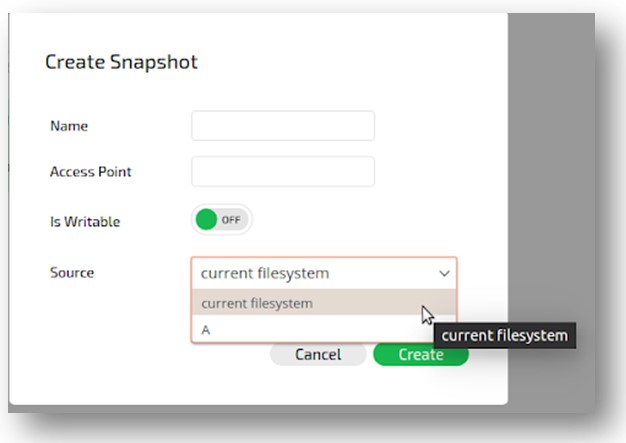 Create Snapshot
Name
Access Point
Is Writable
OFF
Source
current filesystem
current filesystem
A
current filesystem
Cancel
Create